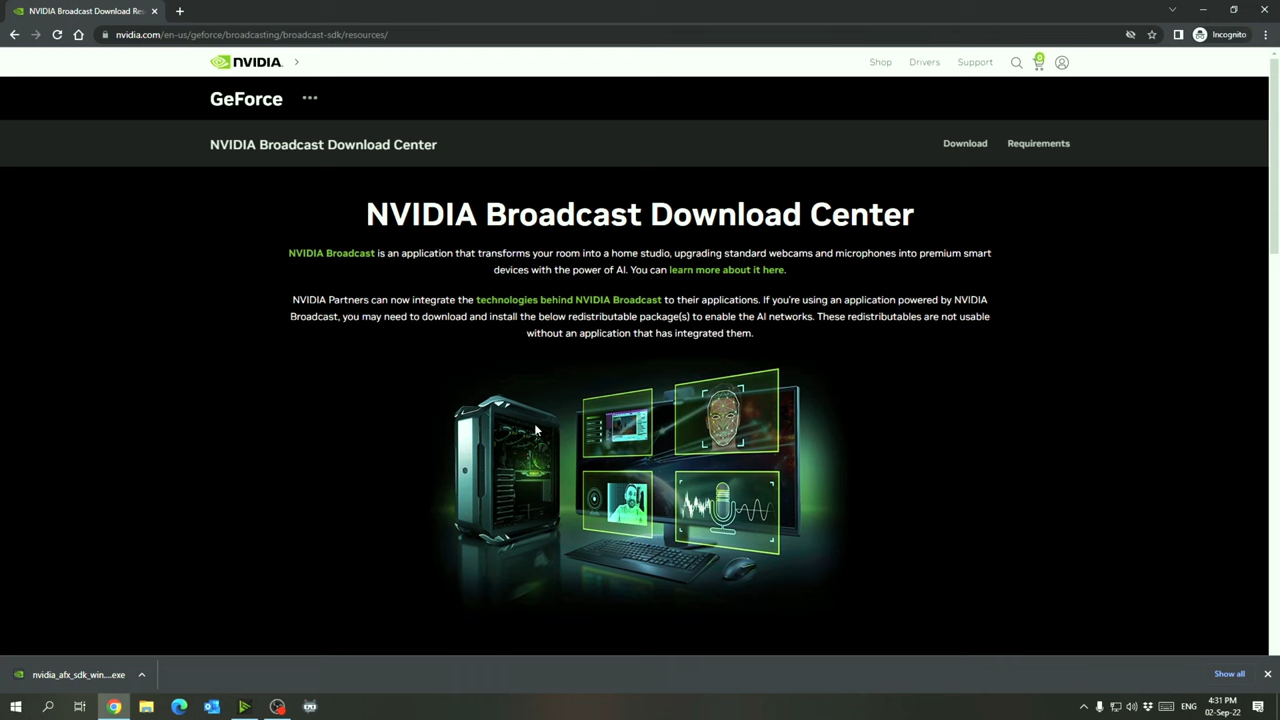 NVIDIA Broadcast Download Res
nvidia.com/en-us/geforce/broadcasting/broadcast-sdk/resources/
Incognito
NVIDIA.
Shop
Drivers
Support
0
GeForce
NVIDIA Broadcast Download Center
Download
Requirements
NVIDIA Broadcast Download Center
NVIDIA Broadcast is an application that transforms your room into a home studio, upgrading standard webcams and microphones into premium smart
devices with the power of AI. You can learn more about it here.
NVIDIA Partners can now integrate the technologies behind NVIDIA Broadcast to their applications. If you're using an application powered by NVIDIA
Broadcast, you may need to download and install the below redistributable package(s) to enable the AI networks. These redistributables are not usable
without an application that has integrated them.
nvidia_afx_sdk_win....exe
Show all
ENG
4:31 PM
02-Sep-22